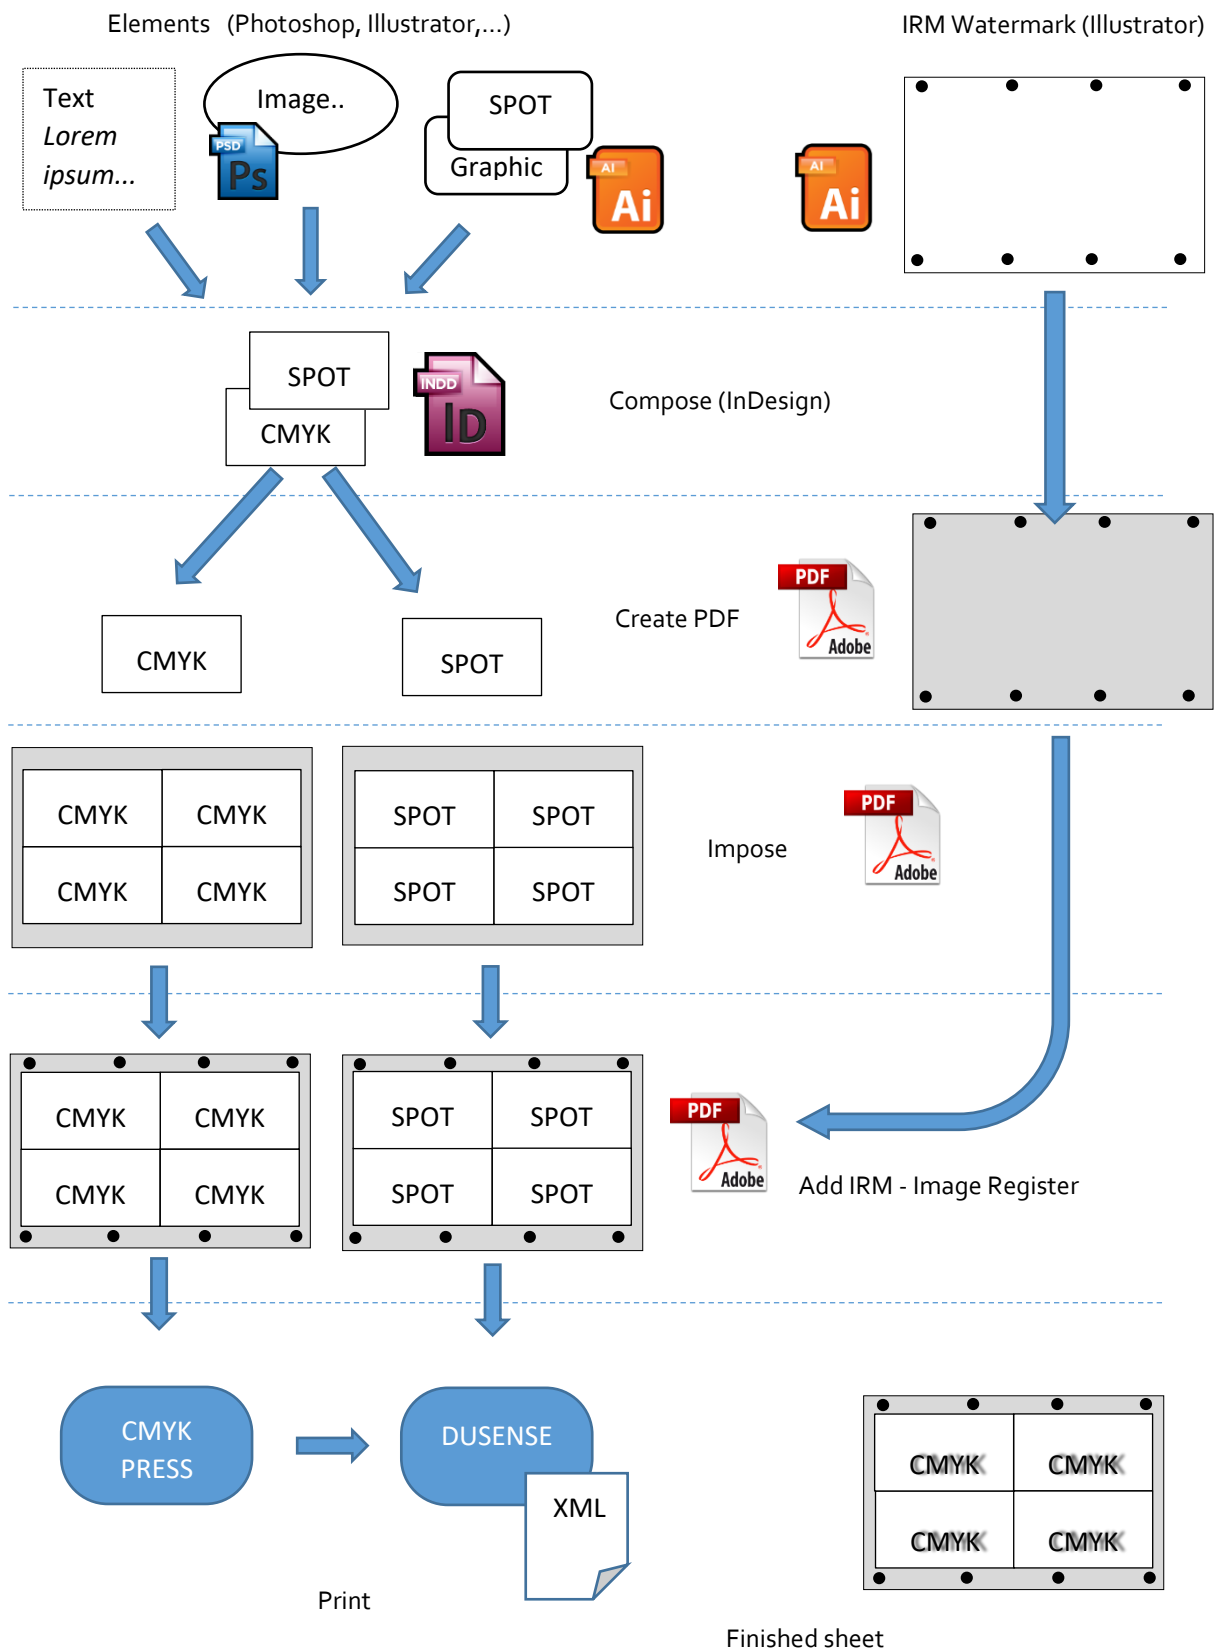 Elements (Photoshop, Illustrator,...)
IRM Watermark (Illustrator)
Text
Lorem
ipsum...
Image..
PSD
Ps
SPOT
Graphic
AI
Ai
AI
Ai
SPOT
CMYK
INDD
ID
Compose (InDesign)
CMYK
SPOT
Create PDF
PDF
Adobe
CMYK CMYK
CMYK CMYK
SPOT SPOT
SPOT SPOT
Impose
PDF
Adobe
CMYK CMYK
CMYK CMYK
SPOT SPOT
SPOT SPOT
PDF
Adobe
Add IRM - Image Register
CMYK
PRESS
DUSENSE
XML
Print
CMYK CMYK
CMYK CMYK
Finished sheet